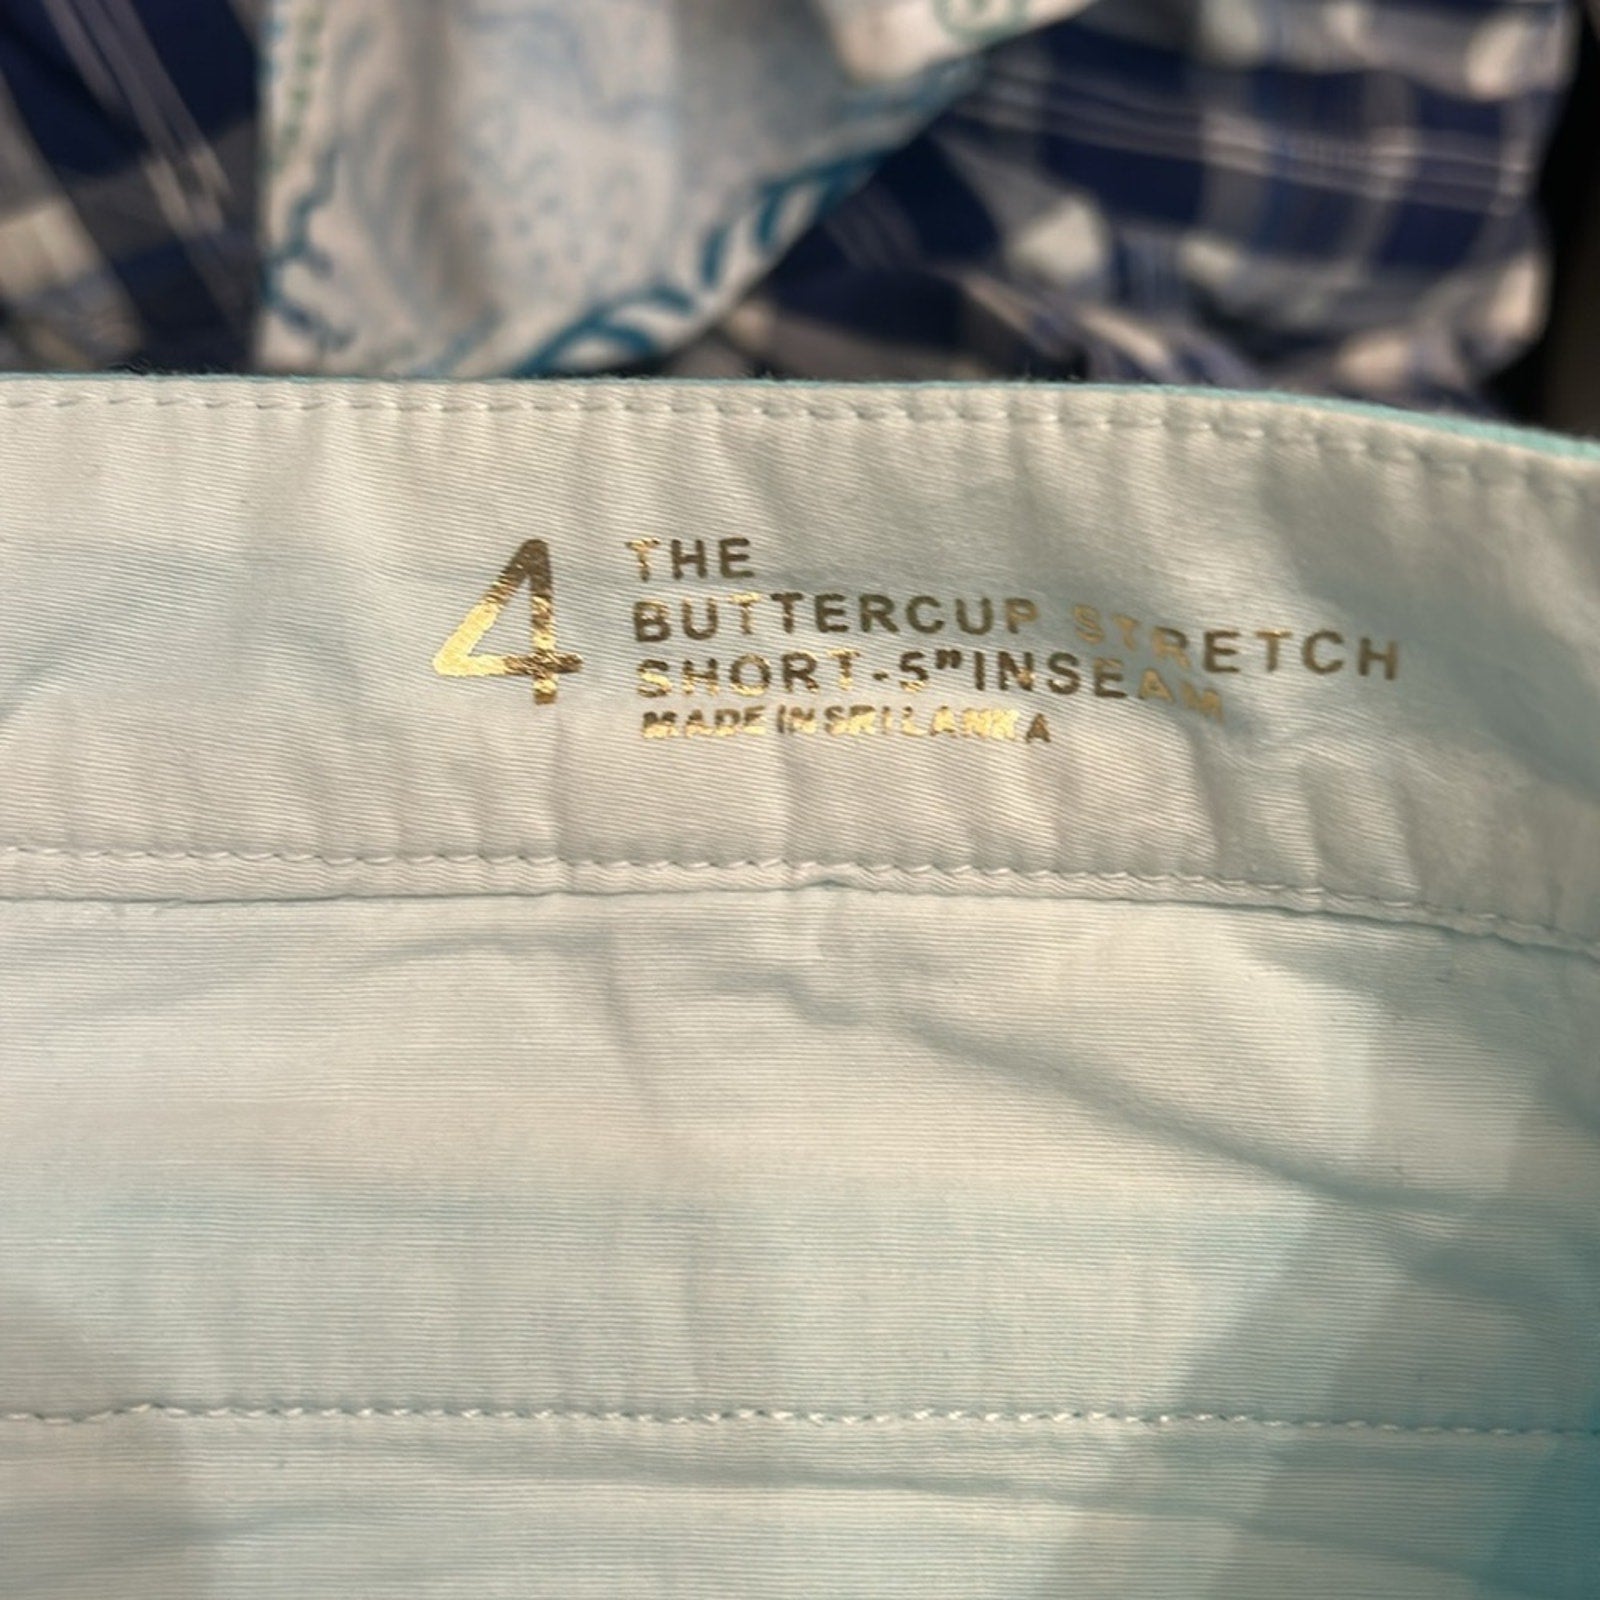 4
THE
BUTTERCUP STRETCH
SHORT-5"INSEAM
MADE IN SRI LANKA